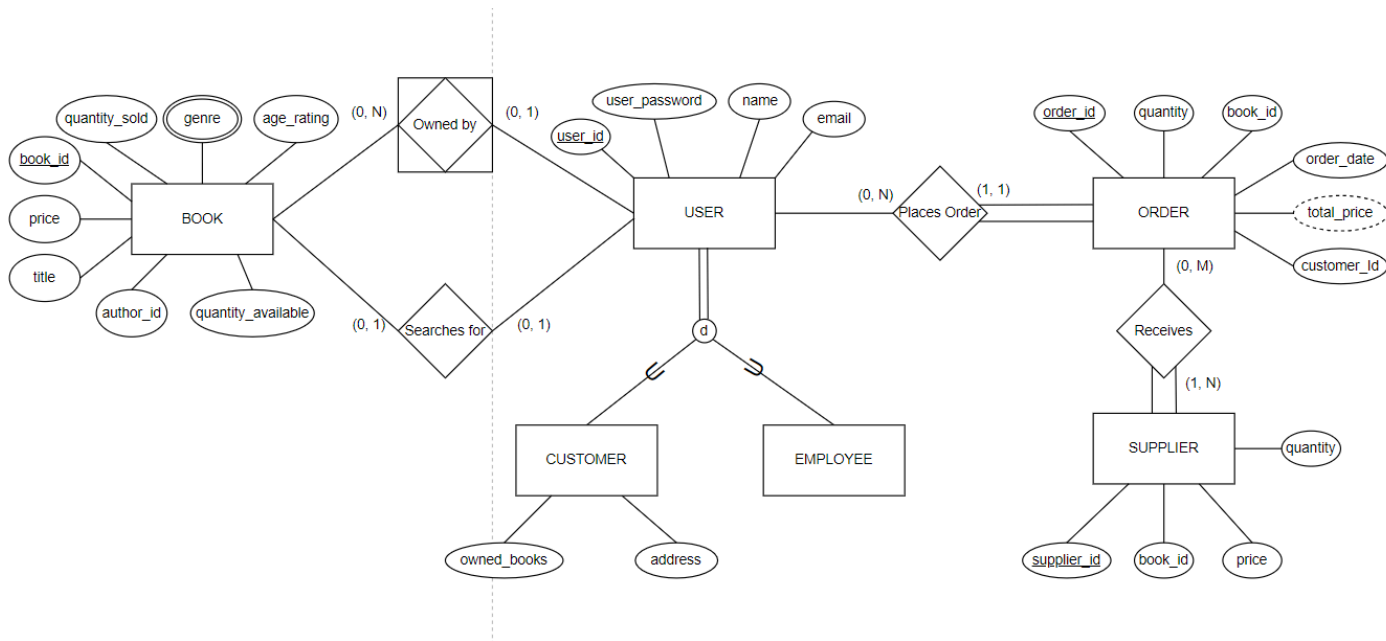 user_password
name
quantity_sold
genre
age_rating
(0, N)
Owned by
(0, 1)
user_id
email
order_id
quantity
book_id
book_id
order_date
price
BOOK
USER
(0, N)
Places Order
(1, 1)
ORDER
total_price
title
customer_Id
author_id
quantity_available
(0, M)
(0, 1)
Searches for
(0, 1)
d
Receives
(1, N)
CUSTOMER
EMPLOYEE
SUPPLIER
quantity
owned_books
address
supplier_id
book_id
price